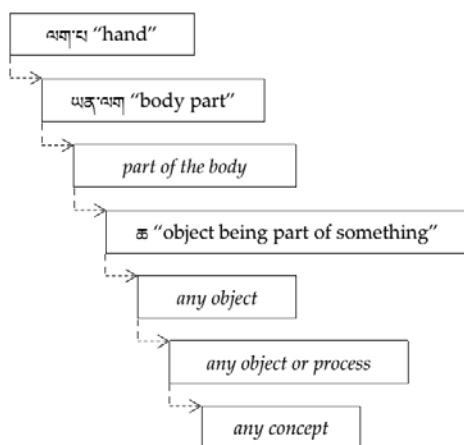 ལག་པ “hand”
ཡན་ལག “body part”
part of the body
ཆ “object being part of something”
any object
any object or process
any concept